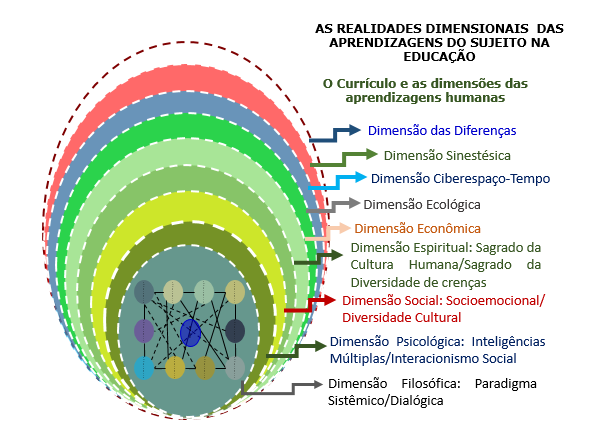 AS REALIDADES DIMENSIONAIS DAS
APRENDIZAGENS DO SUJEITO NA
EDUCAÇÃO
O Currículo e as dimensões das
aprendizagens humanas
Dimensão das Diferenças
Dimensão Sinestésica
Dimensão Ciberespaço-Tempo
Dimensão Ecológica
Dimensão Econômica
Dimensão Espiritual: Sagrado da
Cultura Humana/Sagrado da
Diversidade de crenças
Dimensão Social: Socioemocional/
Diversidade Cultural
Dimensão Psicológica: Inteligências
Múltiplas/Interacionismo Social
Dimensão Filosófica: Paradigma
Sistêmico/Dialógica